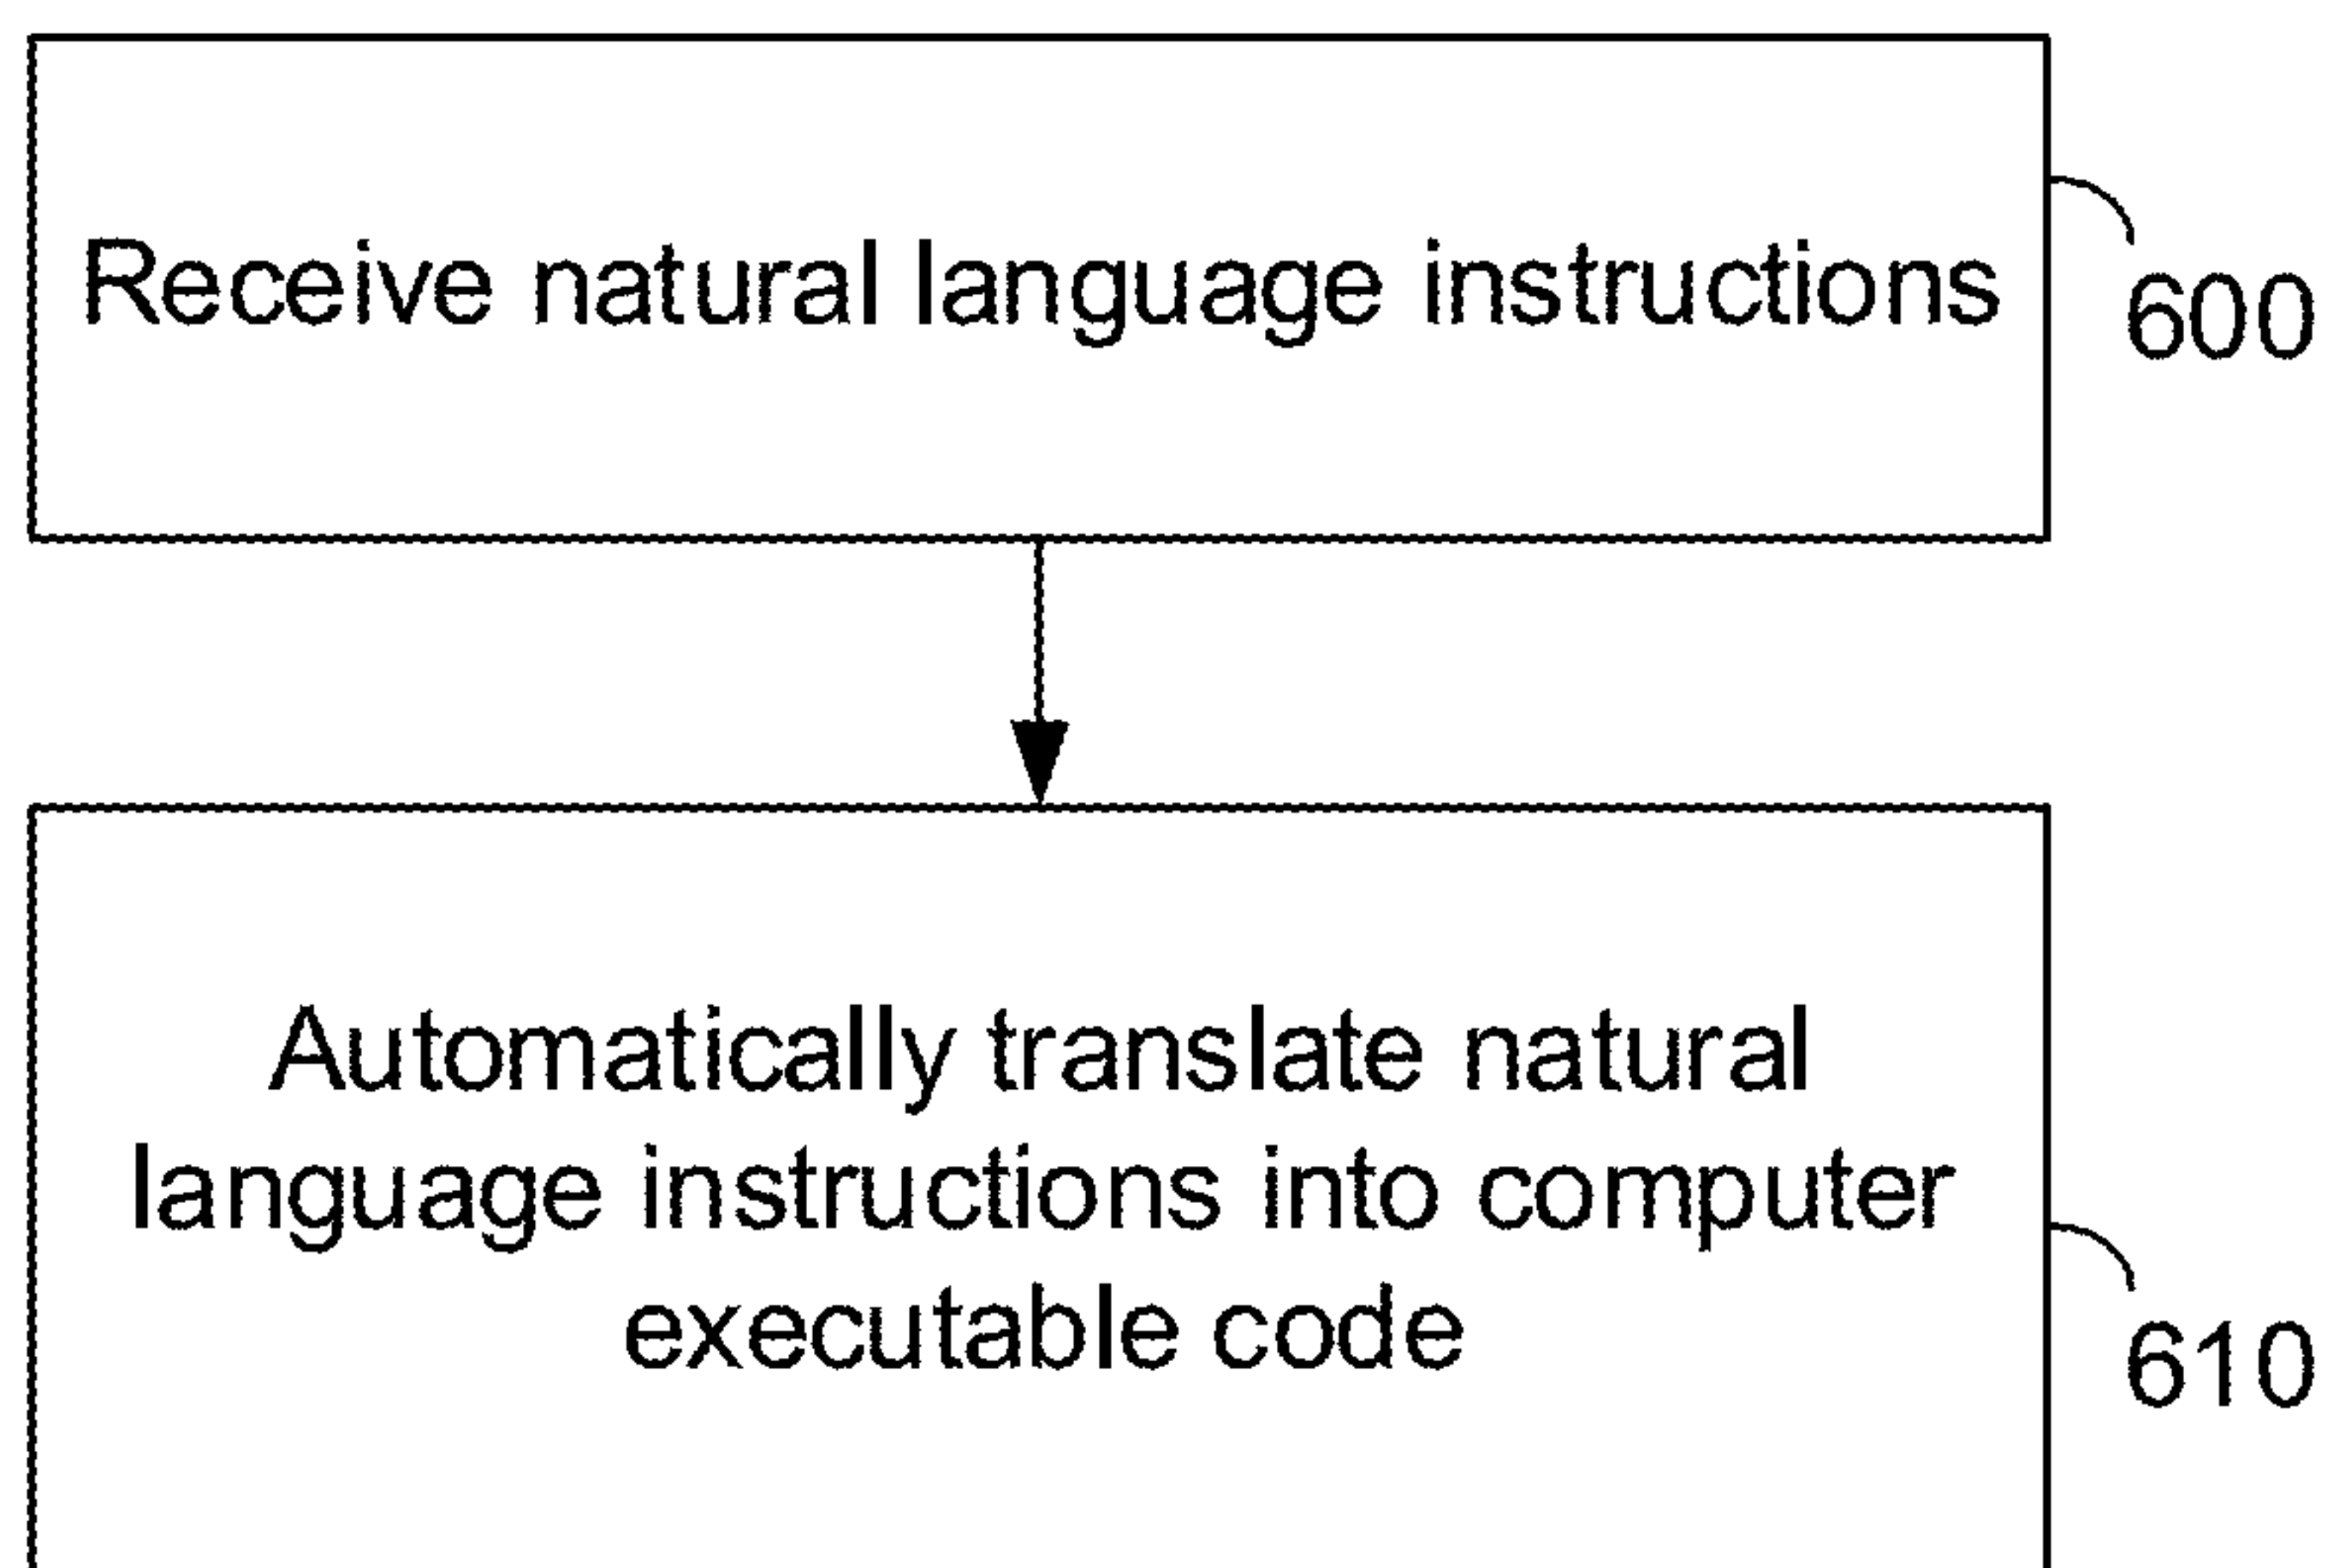 Receive natural language instructions
600
Automatically translate natural
language instructions into computer
executable code
610